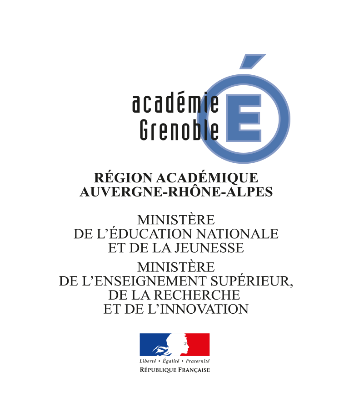 académie
Grenoble
É
RÉGION ACADÉMIQUE
AUVERGNE-RHÔNE-ALPES
MINISTÈRE
DE L'ÉDUCATION NATIONALE
ET DE LA JEUNESSE
MINISTÈRE
DE L'ENSEIGNEMENT SUPÉRIEUR,
DE LA RECHERCHE
ET DE L'INNOVATION
Liberté • Égalité • Fraternité
RÉPUBLIQUE FRANÇAISE